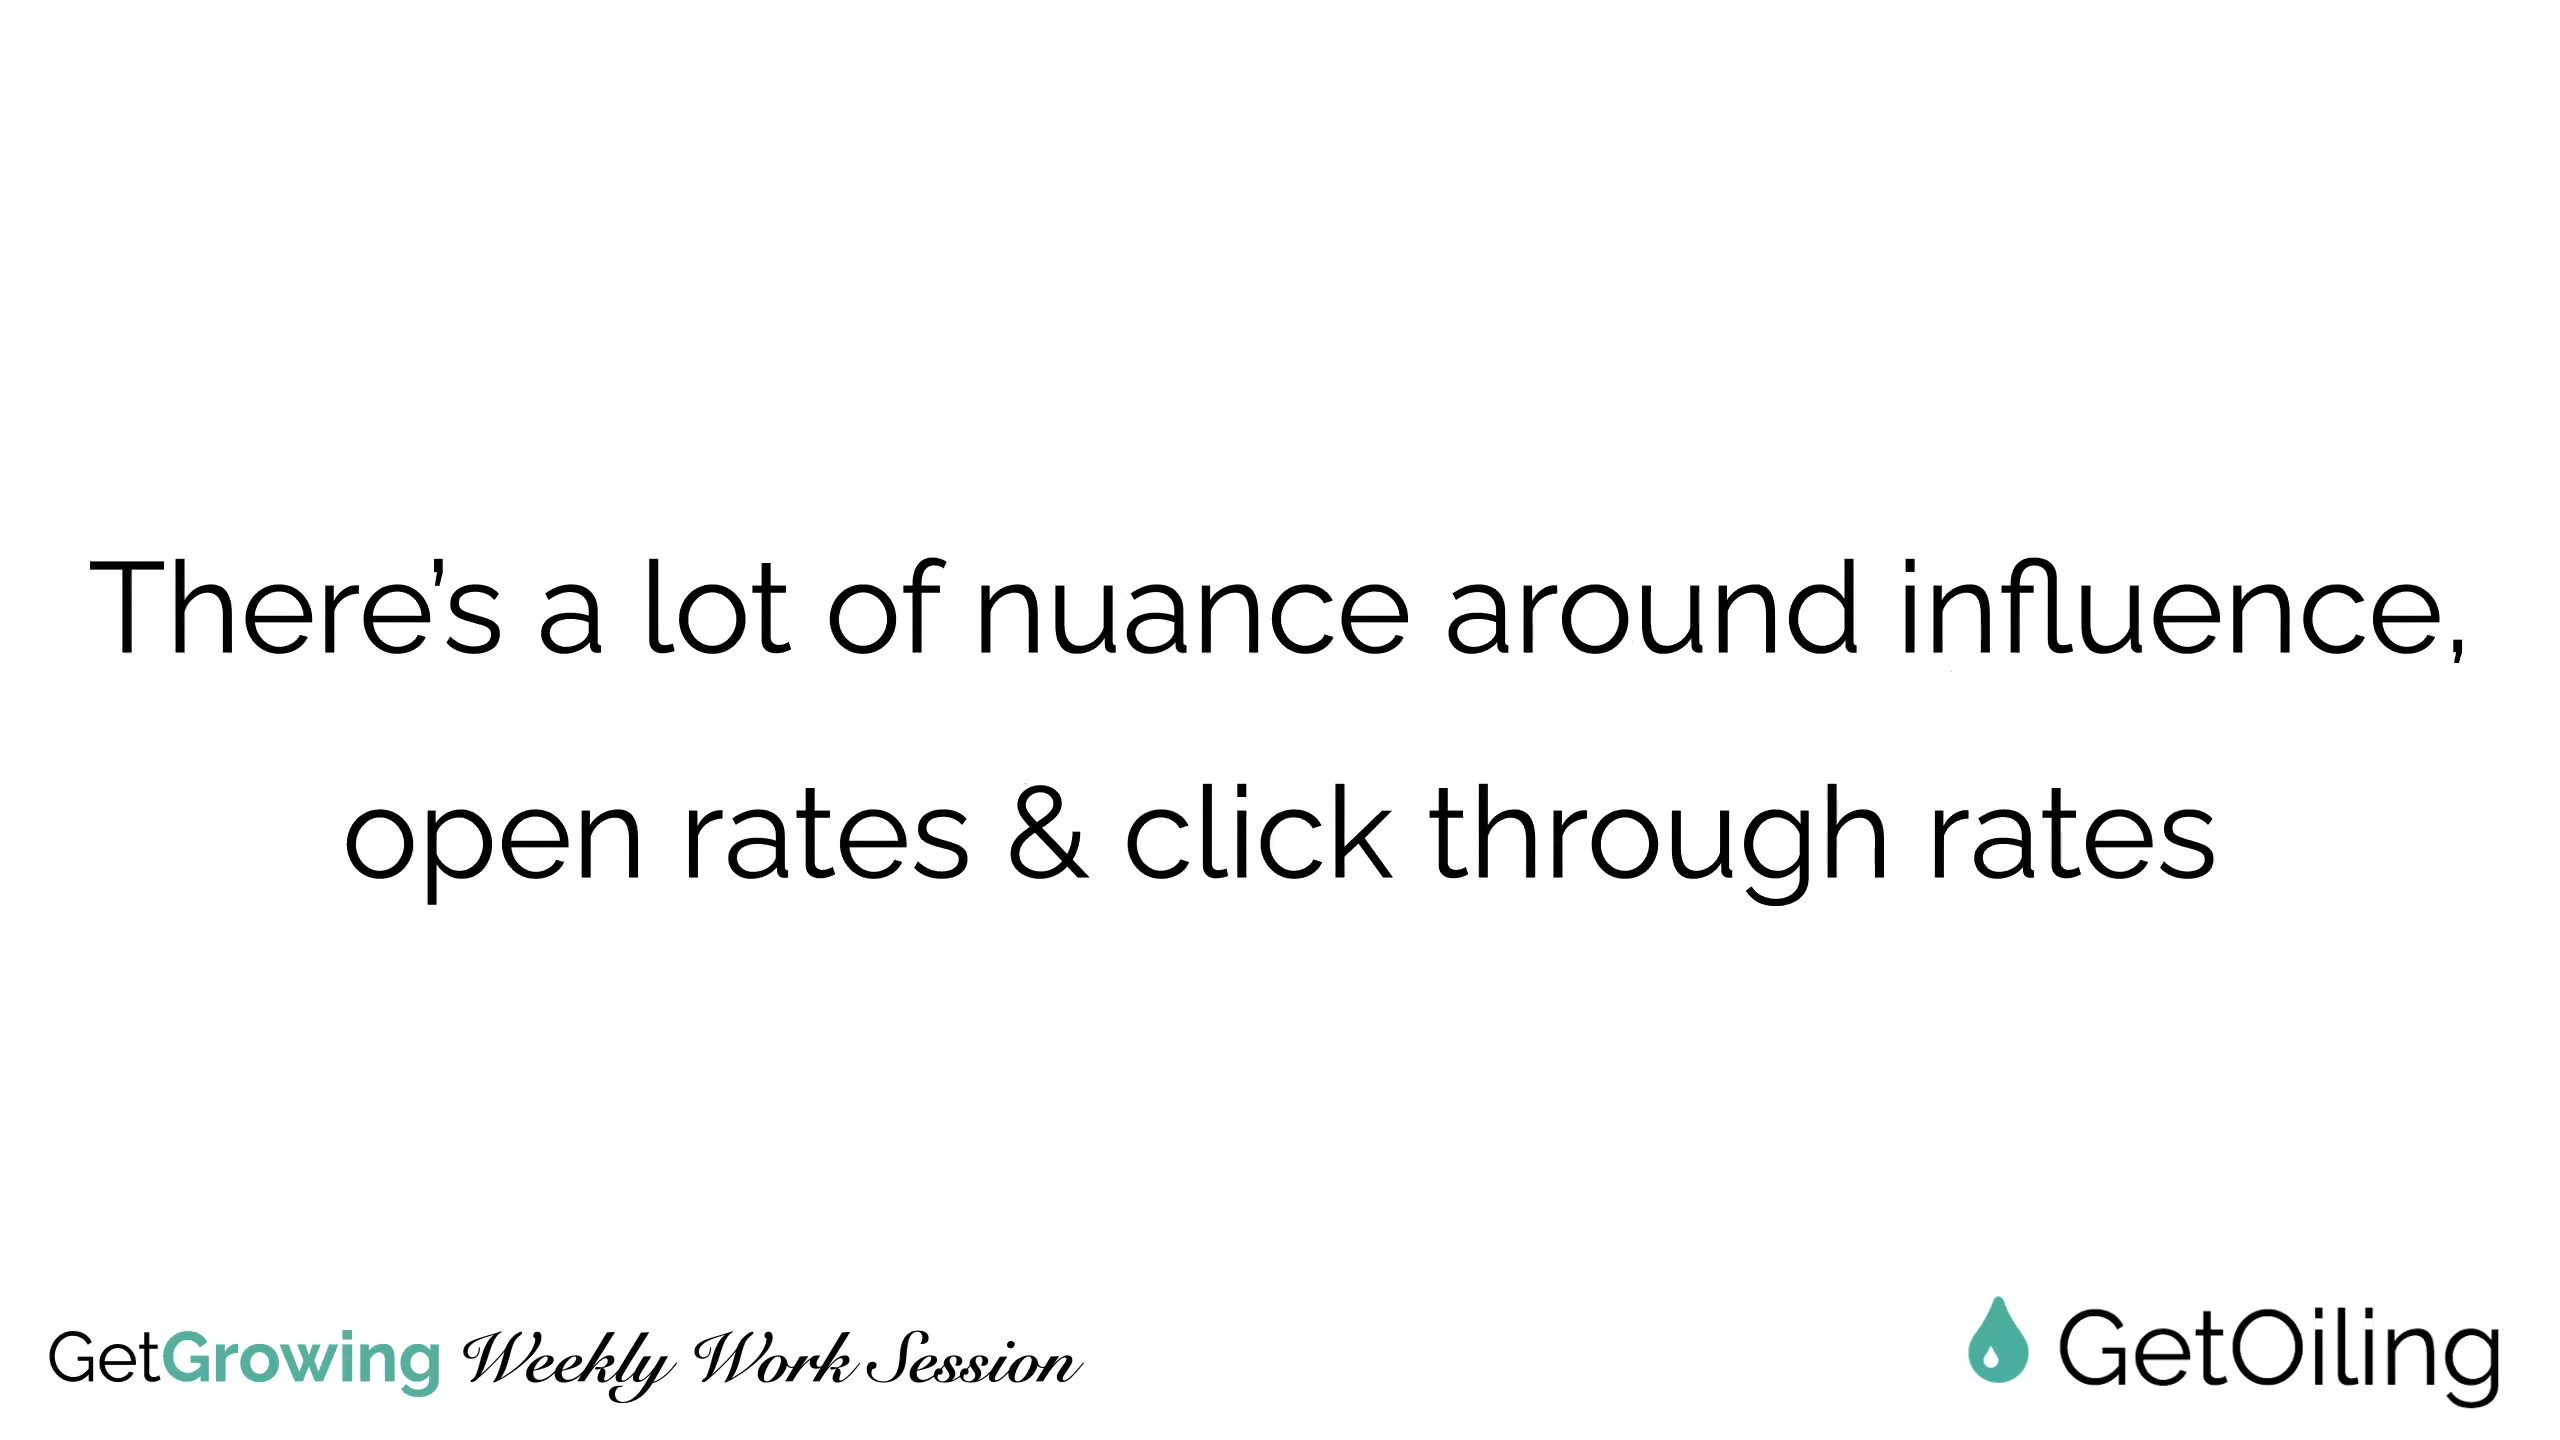 There’s a lot of nuance around influence,
open rates & click through rates
GetGrowing Weekly Work Session
GetOiling